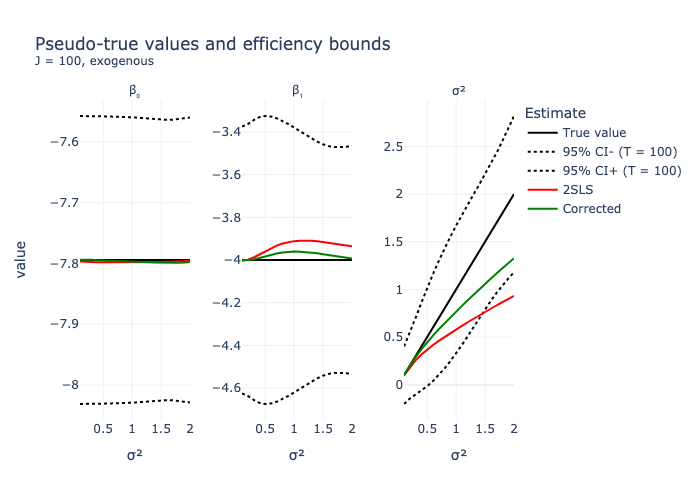 Pseudo-true values and efficiency bounds
J = 100, exogenous
β₀
β₁
σ²
Estimate
True value
95% CI- (T = 100)
95% CI+ (T = 100)
2SLS
Corrected
value
−7.6
−7.7
−7.8
−7.9
−8
−3.4
−3.6
−3.8
−4
−4.2
−4.4
−4.6
2.5
2
1.5
1
0.5
0
0.5 1 1.5 2
0.5 1 1.5 2
0.5 1 1.5 2
σ²
σ²
σ²